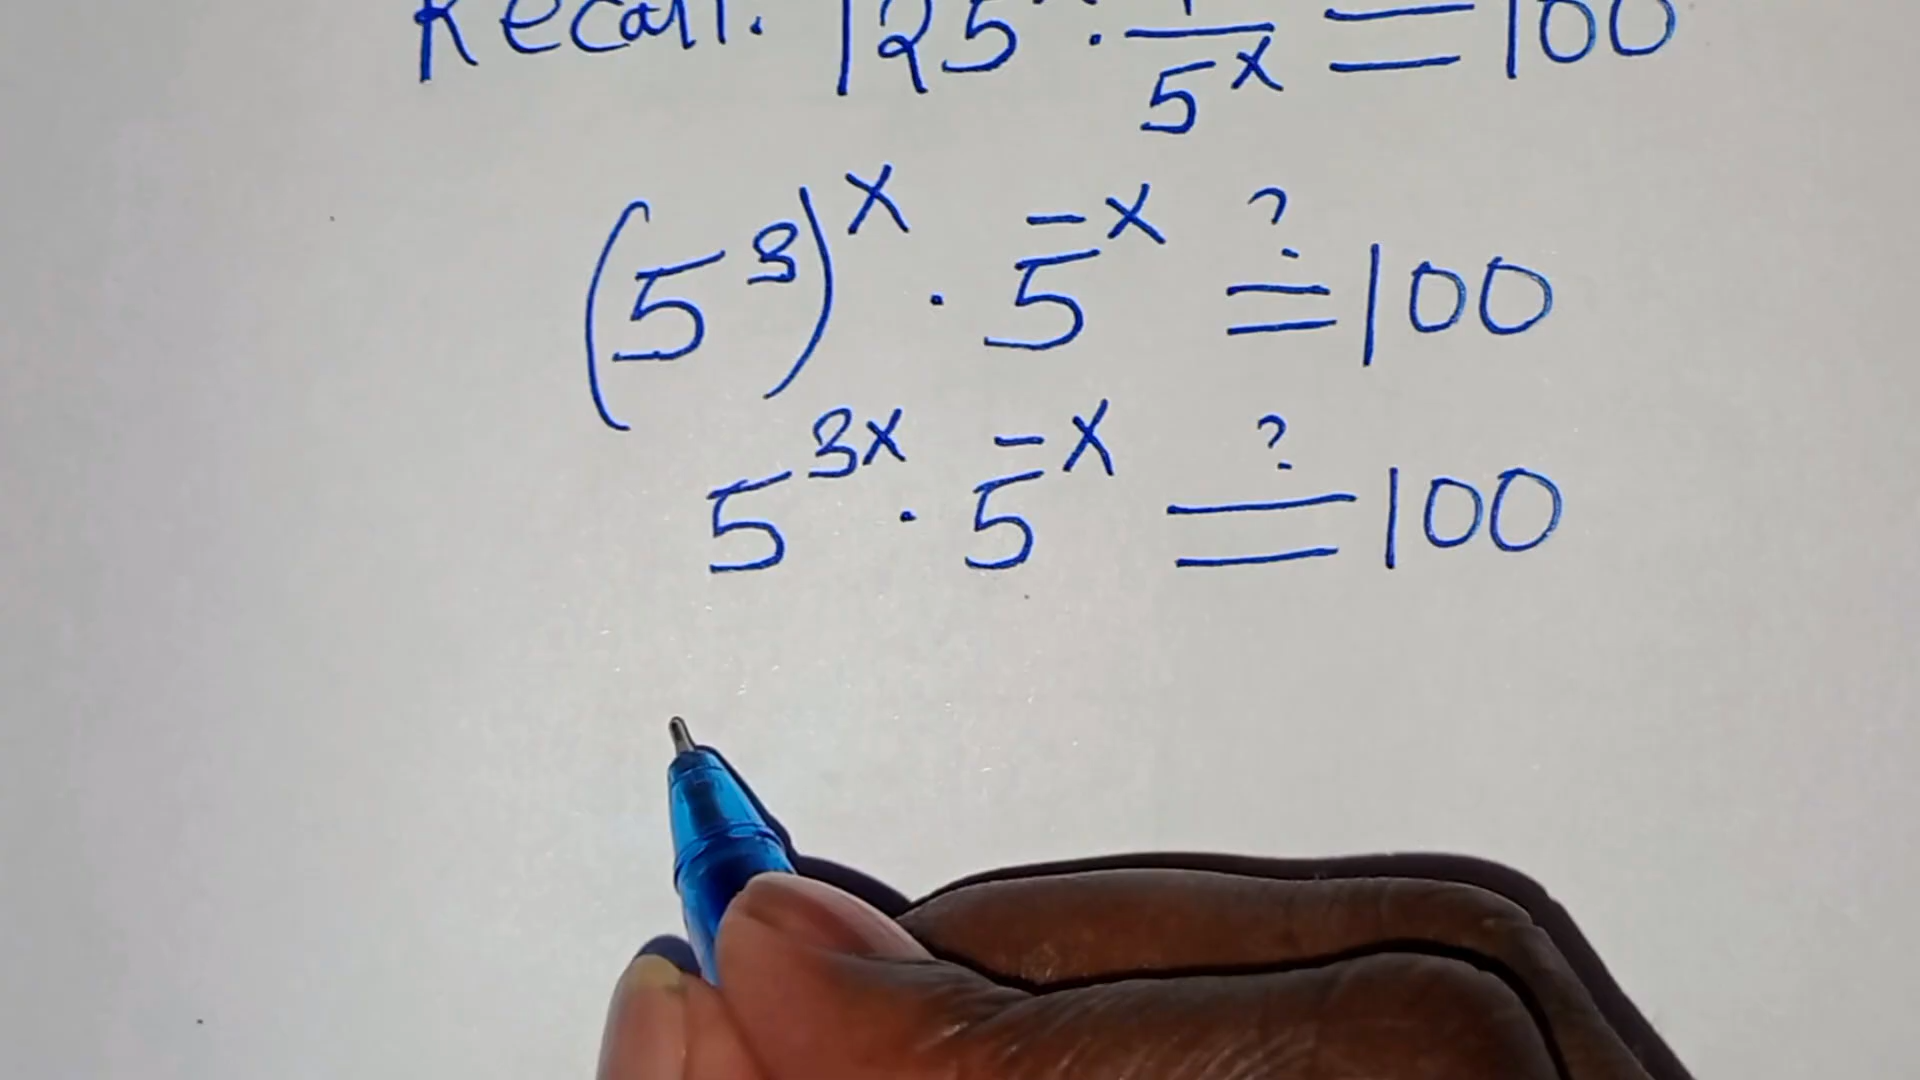 Recall: 125^x · 1/5^x = 100
(5^3)^x · 5^-x ?= 100
5^3x · 5^-x ?= 100